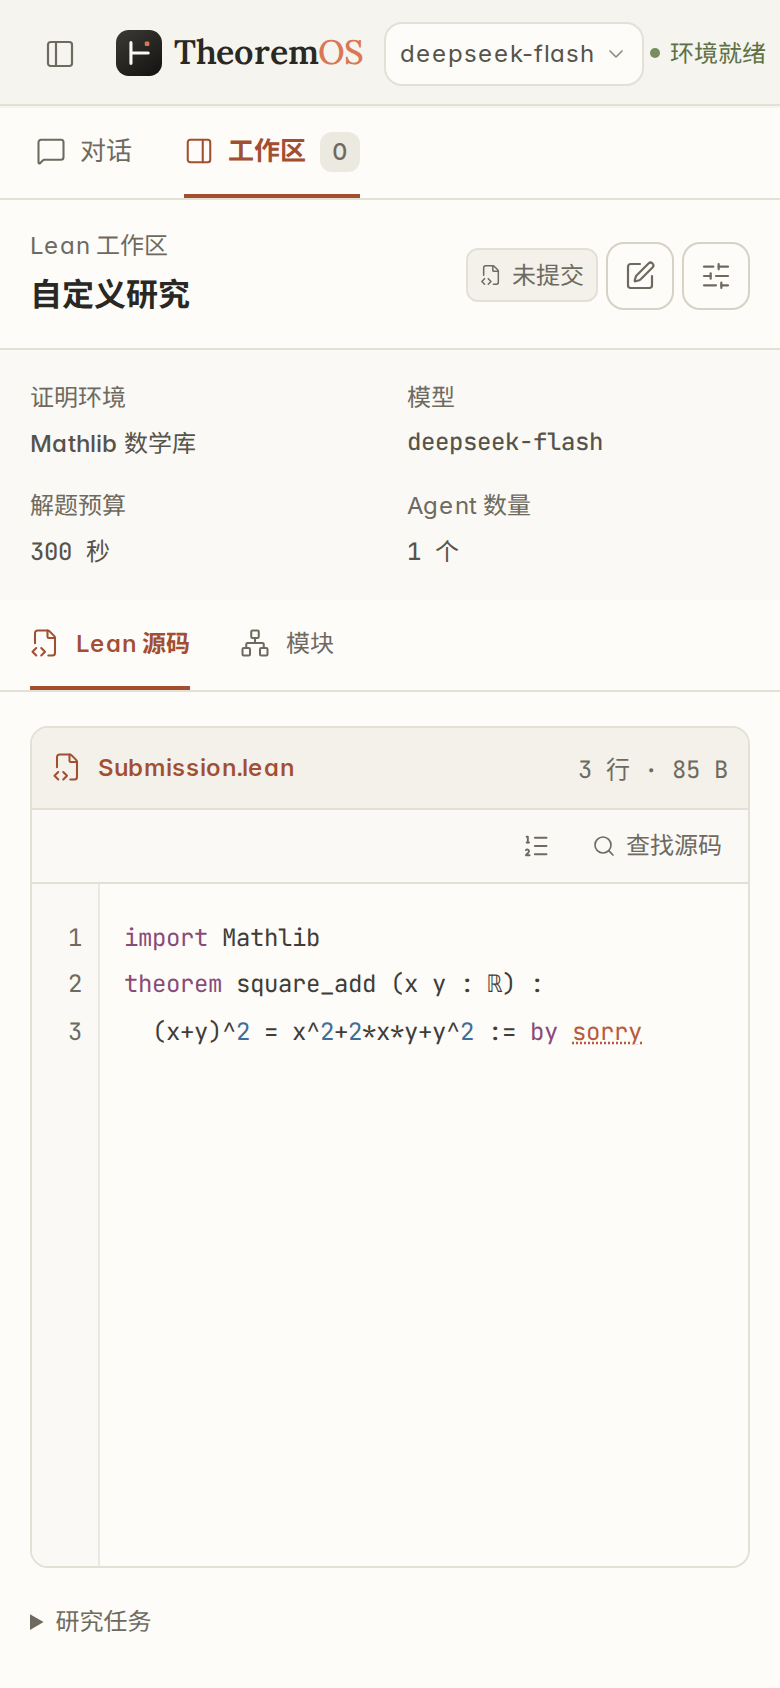 TheoremOS deepseek-flash 环境就绪
对话 工作区 0
Lean 工作区
自定义研究 未提交
证明环境 模型
Mathlib 数学库 deepseek-flash
解题预算 Agent 数量
300 秒 1 个
Lean 源码 模块
Submission.lean 3 行 · 85 B
查找源码
1 import Mathlib
2 theorem square_add (x y : ℝ) :
3 (x+y)^2 = x^2+2*x*y+y^2 := by sorry
研究任务